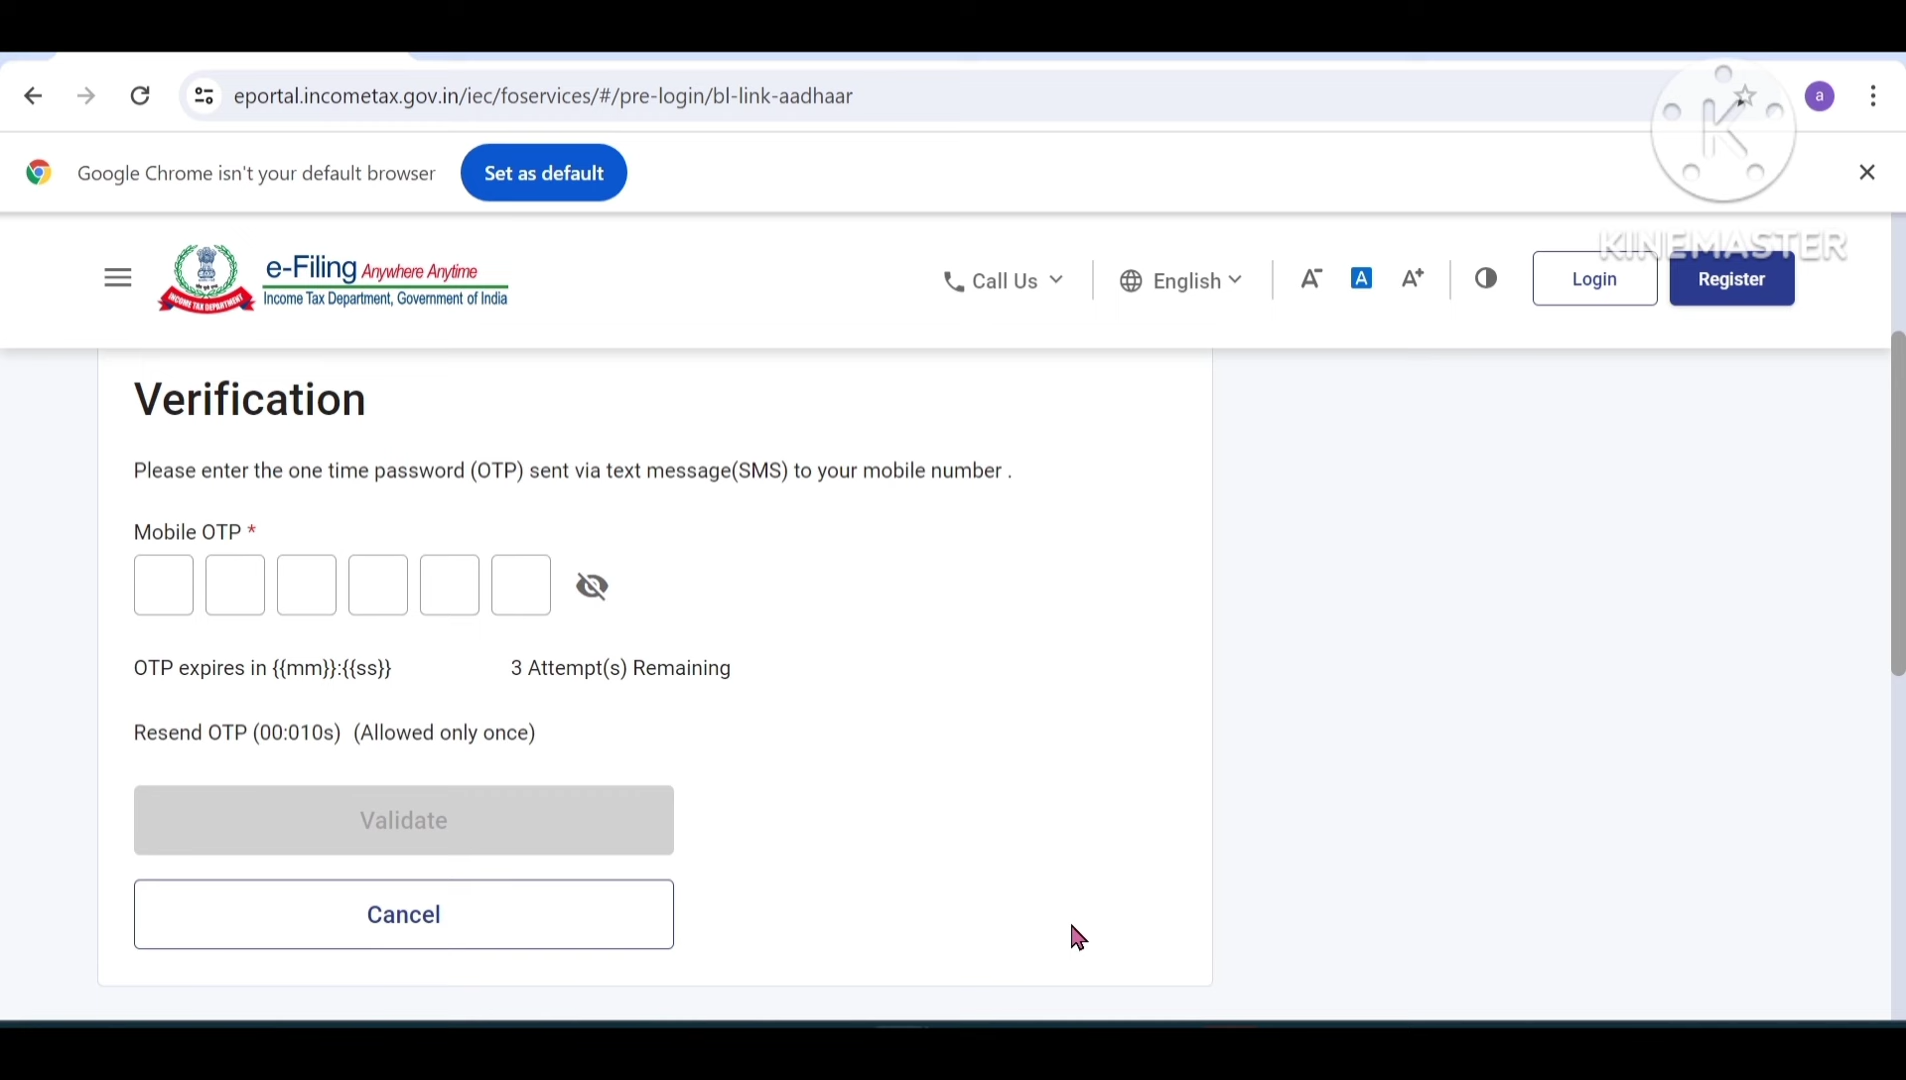 eportal.incometax.gov.in/iec/foservices/#/pre-login/bl-link-aadhaar
a
K
Google Chrome isn't your default browser
Set as default
KINEMASTER
e-Filing Anywhere Anytime
Income Tax Department, Government of India
INCOME TAX DEPARTMENT
Call Us
English
A-
A
A+
Login
Register
Verification
Please enter the one time password (OTP) sent via text message(SMS) to your mobile number .
Mobile OTP *
OTP expires in {{mm}}:{{ss}}
3 Attempt(s) Remaining
Resend OTP (00:010s) (Allowed only once)
Validate
Cancel